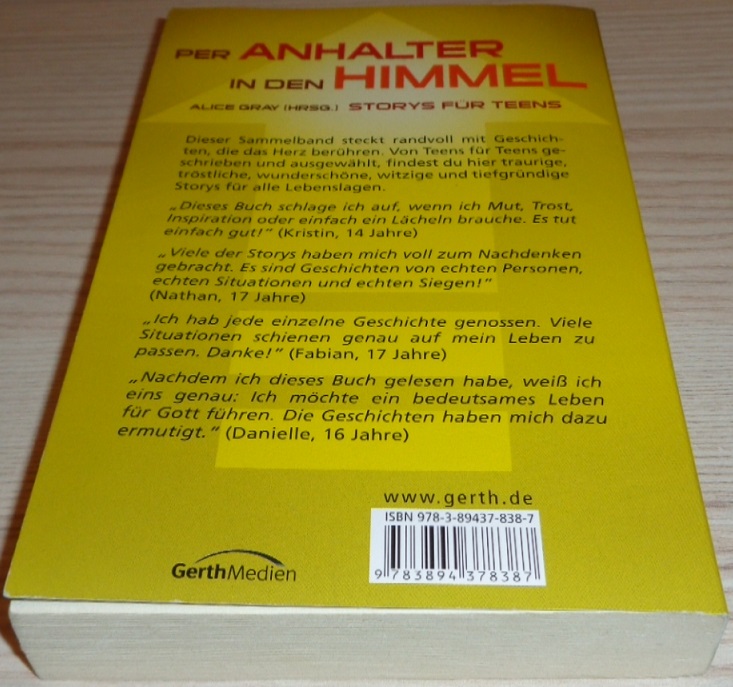 PER ANHALTER
IN DEN HIMMEL
ALICE GRAY (HRSG.) STORYS FÜR TEENS
Dieser Sammelband steckt randvoll mit Geschich-
ten, die das Herz berühren. Von Teens für Teens ge-
schrieben und ausgewählt, findest du hier traurige,
tröstliche, wunderschöne, witzige und tiefgründige
Storys für alle Lebenslagen.
„Dieses Buch schlage ich auf, wenn ich Mut, Trost,
Inspiration oder einfach ein Lächeln brauche. Es tut
einfach gut!“ (Kristin, 14 Jahre)
„Viele der Storys haben mich voll zum Nachdenken
gebracht. Es sind Geschichten von echten Personen,
echten Situationen und echten Siegen!“
(Nathan, 17 Jahre)
„Ich hab jede einzelne Geschichte genossen. Viele
Situationen schienen genau auf mein Leben zu
passen. Danke!“ (Fabian, 17 Jahre)
„Nachdem ich dieses Buch gelesen habe, weiß ich
eins genau: Ich möchte ein bedeutsames Leben
für Gott führen. Die Geschichten haben mich dazu
ermutigt.“ (Danielle, 16 Jahre)
www.gerth.de
ISBN 978-3-89437-838-7
9 783894 378387
GerthMedien